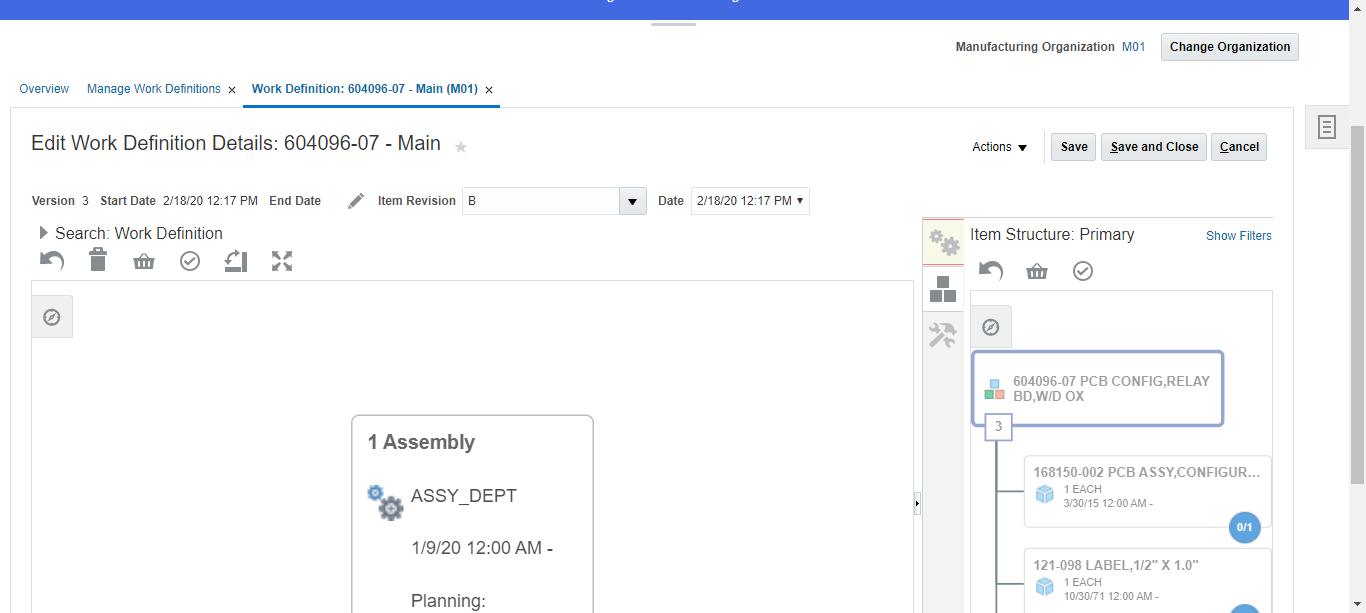 Manufacturing Organization M01 Change Organization
Overview Manage Work Definitions × Work Definition: 604096-07 - Main (M01) ×
Edit Work Definition Details: 604096-07 - Main
Actions Save Save and Close Cancel
Version 3 Start Date 2/18/20 12:17 PM End Date Item Revision B Date 2/18/20 12:17 PM
Search: Work Definition
1 Assembly
ASSY_DEPT
1/9/20 12:00 AM -
Planning:
Item Structure: Primary Show Filters
604096-07 PCB CONFIG,RELAY
BD,W/D OX
3
168150-002 PCB ASSY,CONFIGUR...
1 EACH
3/30/15 12:00 AM -
0/1
121-098 LABEL,1/2" X 1.0"
1 EACH
10/30/71 12:00 AM -